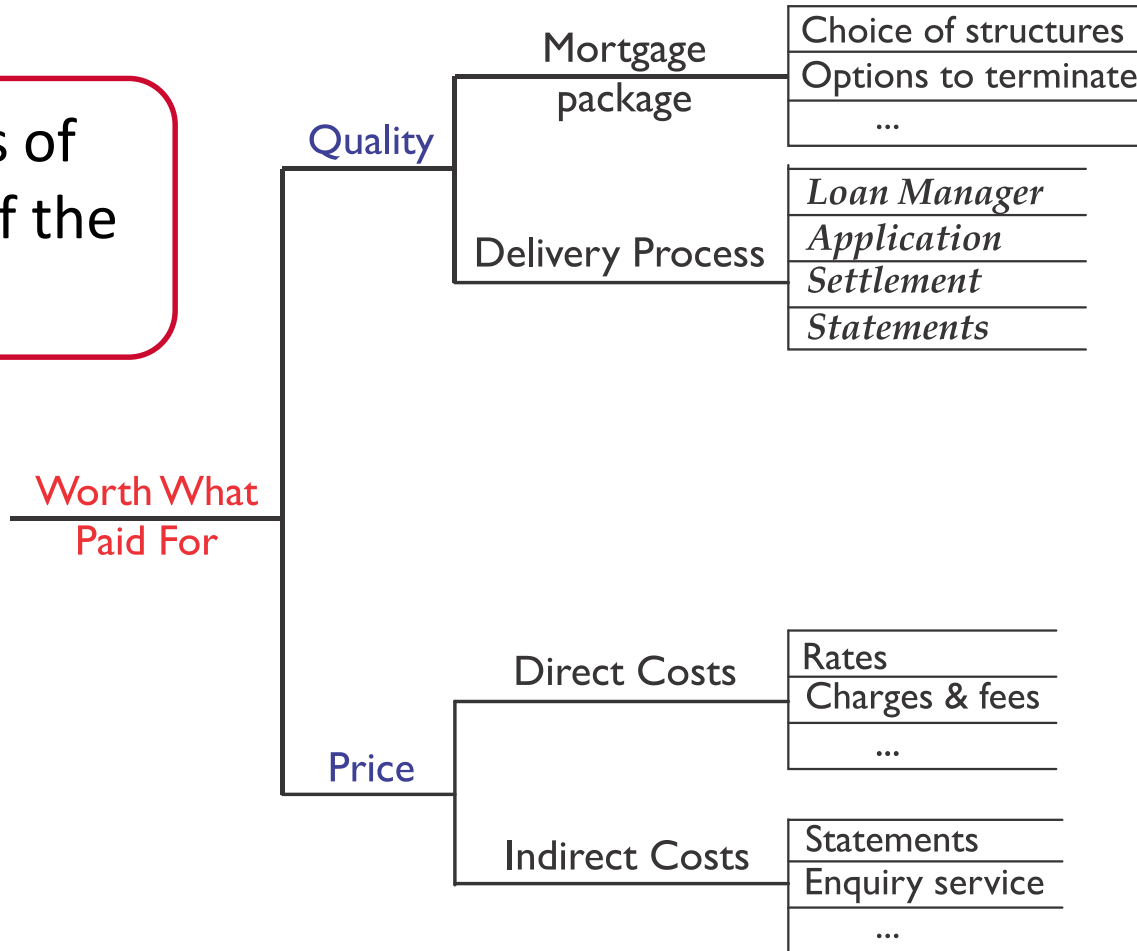 s of
f the
Worth What
Paid For
Quality
Mortgage
package
Choice of structures
Options to terminate
...
Delivery Process
Loan Manager
Application
Settlement
Statements
Price
Direct Costs
Rates
Charges & fees
...
Indirect Costs
Statements
Enquiry service
...